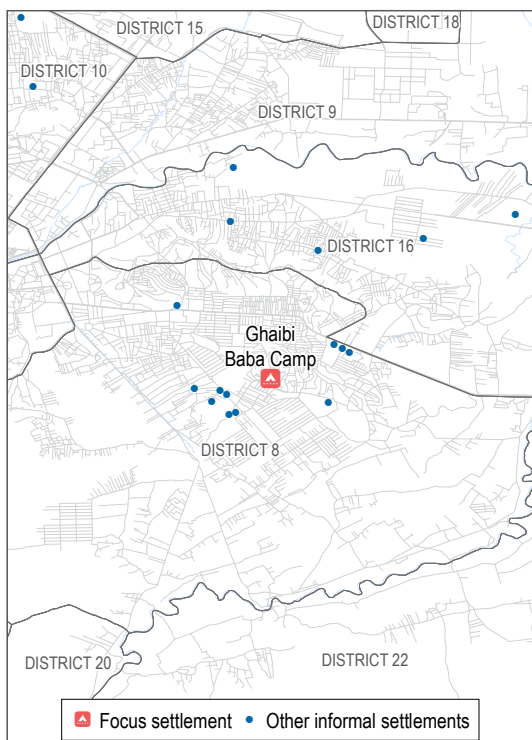 DISTRICT 18
DISTRICT 15
DISTRICT 10
DISTRICT 9
DISTRICT 16
Ghaibi
Baba Camp
DISTRICT 8
DISTRICT 20
DISTRICT 22
Focus settlement
Other informal settlements